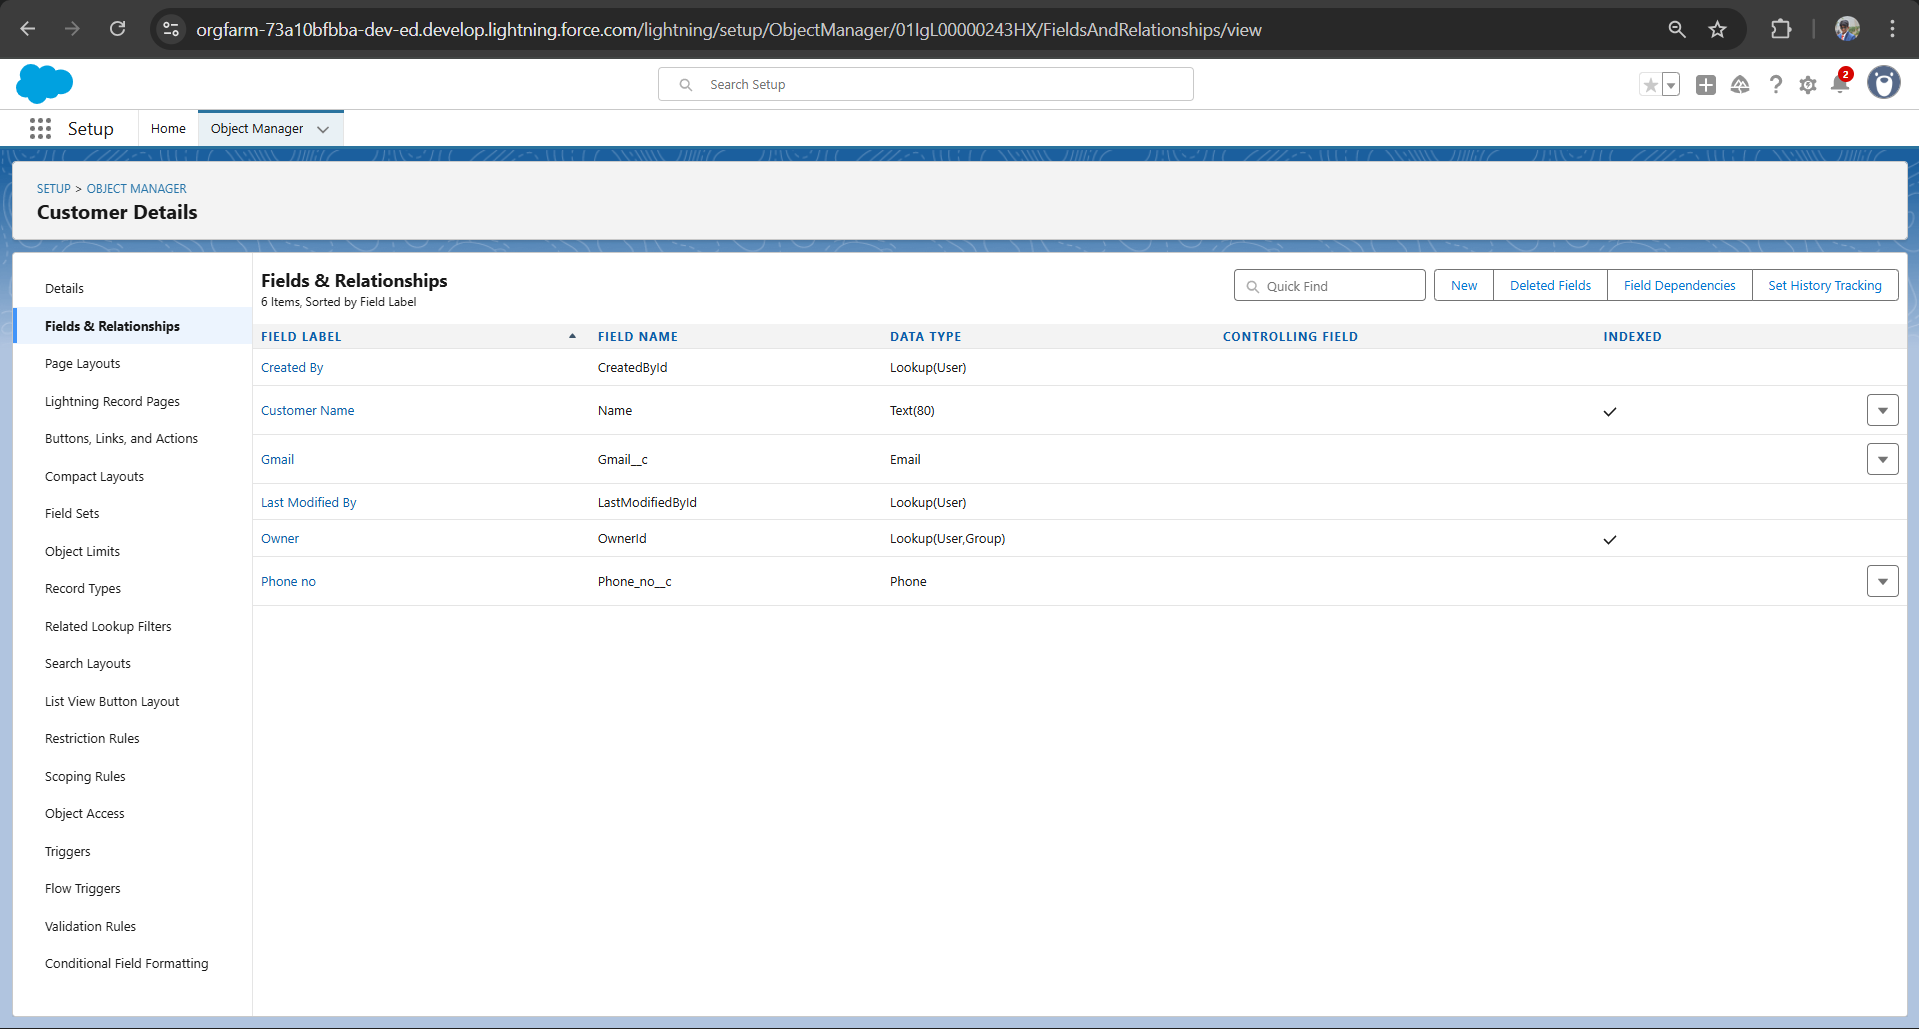 orgfarm-73a10bfbba-dev-ed.develop.lightning.force.com/lightning/setup/ObjectManager/01IgL00000243HX/FieldsAndRelationships/view
Search Setup
2
Setup
Home
Object Manager
SETUP > OBJECT MANAGER
Customer Details
Details
Fields & Relationships
Page Layouts
Lightning Record Pages
Buttons, Links, and Actions
Compact Layouts
Field Sets
Object Limits
Record Types
Related Lookup Filters
Search Layouts
List View Button Layout
Restriction Rules
Scoping Rules
Object Access
Triggers
Flow Triggers
Validation Rules
Conditional Field Formatting
Fields & Relationships
6 Items, Sorted by Field Label
Quick Find
New
Deleted Fields
Field Dependencies
Set History Tracking
FIELD LABEL FIELD NAME DATA TYPE CONTROLLING FIELD INDEXED
Created By CreatedById Lookup(User)
Customer Name Name Text(80)
Gmail Gmail__c Email
Last Modified By LastModifiedById Lookup(User)
Owner OwnerId Lookup(User,Group)
Phone no Phone_no__c Phone